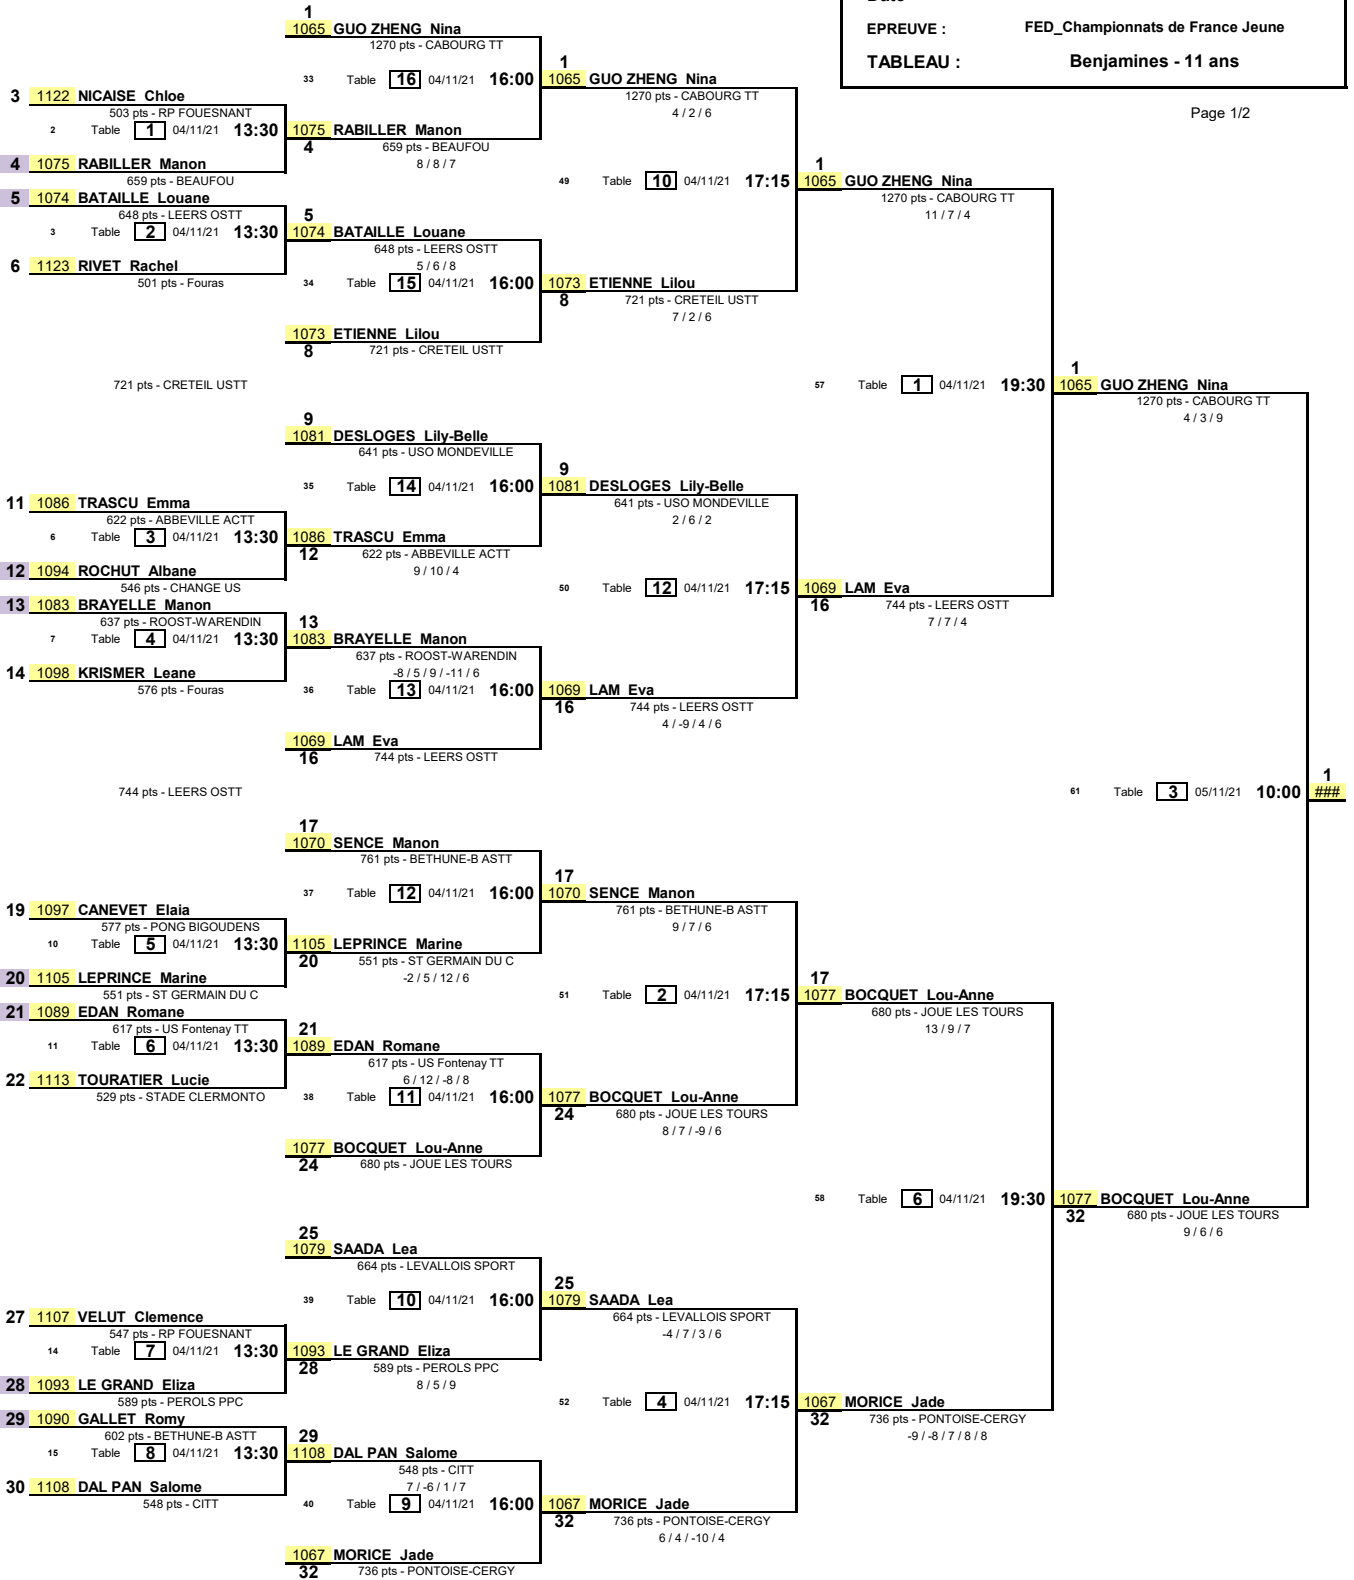 1
1065 GUO ZHENG Nina
1270 pts - CABOURG TT
EPREUVE : FED_Championnats de France Jeune
TABLEAU : Benjamines - 11 ans
Page 1/2
33 Table 16 04/11/21 16:00
1
1065 GUO ZHENG Nina
1270 pts - CABOURG TT
4 / 2 / 6
3 1122 NICAISE Chloe
503 pts - RP FOUESNANT
2 Table 1 04/11/21 13:30
1075 RABILLER Manon
4 659 pts - BEAUFOU
8 / 8 / 7
4 1075 RABILLER Manon
659 pts - BEAUFOU
49 Table 10 04/11/21 17:15
1
1065 GUO ZHENG Nina
1270 pts - CABOURG TT
11 / 7 / 4
5 1074 BATAILLE Louane
648 pts - LEERS OSTT
3 Table 2 04/11/21 13:30
5
1074 BATAILLE Louane
648 pts - LEERS OSTT
5 / 6 / 8
6 1123 RIVET Rachel
501 pts - Fouras
34 Table 15 04/11/21 16:00
1073 ETIENNE Lilou
8 721 pts - CRETEIL USTT
7 / 2 / 6
1073 ETIENNE Lilou
8 721 pts - CRETEIL USTT
721 pts - CRETEIL USTT
57 Table 1 04/11/21 19:30
1
1065 GUO ZHENG Nina
1270 pts - CABOURG TT
4 / 3 / 9
9
1081 DESLOGES Lily-Belle
641 pts - USO MONDEVILLE
35 Table 14 04/11/21 16:00
9
1081 DESLOGES Lily-Belle
641 pts - USO MONDEVILLE
2 / 6 / 2
11 1086 TRASCU Emma
622 pts - ABBEVILLE ACTT
6 Table 3 04/11/21 13:30
1086 TRASCU Emma
12 622 pts - ABBEVILLE ACTT
9 / 10 / 4
12 1094 ROCHUT Albane
546 pts - CHANGE US
50 Table 12 04/11/21 17:15
1069 LAM Eva
16 744 pts - LEERS OSTT
7 / 7 / 4
13 1083 BRAYELLE Manon
637 pts - ROOST-WARENDIN
7 Table 4 04/11/21 13:30
13
1083 BRAYELLE Manon
637 pts - ROOST-WARENDIN
-8 / 5 / 9 / -11 / 6
14 1098 KRISMER Leane
576 pts - Fouras
36 Table 13 04/11/21 16:00
1069 LAM Eva
16 744 pts - LEERS OSTT
4 / -9 / 4 / 6
1069 LAM Eva
16 744 pts - LEERS OSTT
744 pts - LEERS OSTT
61 Table 3 05/11/21 10:00
1
###
17
1070 SENCE Manon
761 pts - BETHUNE-B ASTT
37 Table 12 04/11/21 16:00
17
1070 SENCE Manon
761 pts - BETHUNE-B ASTT
9 / 7 / 6
19 1097 CANEVET Elaia
577 pts - PONG BIGOUDENS
10 Table 5 04/11/21 13:30
1105 LEPRINCE Marine
20 551 pts - ST GERMAIN DU C
-2 / 5 / 12 / 6
20 1105 LEPRINCE Marine
551 pts - ST GERMAIN DU C
51 Table 2 04/11/21 17:15
17
1077 BOCQUET Lou-Anne
680 pts - JOUE LES TOURS
13 / 9 / 7
21 1089 EDAN Romane
617 pts - US Fontenay TT
11 Table 6 04/11/21 13:30
21
1089 EDAN Romane
617 pts - US Fontenay TT
6 / 12 / -8 / 8
22 1113 TOURATIER Lucie
529 pts - STADE CLERMONTO
38 Table 11 04/11/21 16:00
1077 BOCQUET Lou-Anne
24 680 pts - JOUE LES TOURS
8 / 7 / -9 / 6
1077 BOCQUET Lou-Anne
24 680 pts - JOUE LES TOURS
58 Table 6 04/11/21 19:30
1077 BOCQUET Lou-Anne
32 680 pts - JOUE LES TOURS
9 / 6 / 6
25
1079 SAADA Lea
664 pts - LEVALLOIS SPORT
39 Table 10 04/11/21 16:00
25
1079 SAADA Lea
664 pts - LEVALLOIS SPORT
-4 / 7 / 3 / 6
27 1107 VELUT Clemence
547 pts - RP FOUESNANT
14 Table 7 04/11/21 13:30
1093 LE GRAND Eliza
28 589 pts - PEROLS PPC
8 / 5 / 9
28 1093 LE GRAND Eliza
589 pts - PEROLS PPC
52 Table 4 04/11/21 17:15
1067 MORICE Jade
32 736 pts - PONTOISE-CERGY
-9 / -8 / 7 / 8 / 8
29 1090 GALLET Romy
602 pts - BETHUNE-B ASTT
15 Table 8 04/11/21 13:30
29
1108 DAL PAN Salome
548 pts - CITT
7 / -6 / 1 / 7
30 1108 DAL PAN Salome
548 pts - CITT
40 Table 9 04/11/21 16:00
1067 MORICE Jade
32 736 pts - PONTOISE-CERGY
6 / 4 / -10 / 4
1067 MORICE Jade
32 736 pts - PONTOISE-CERGY